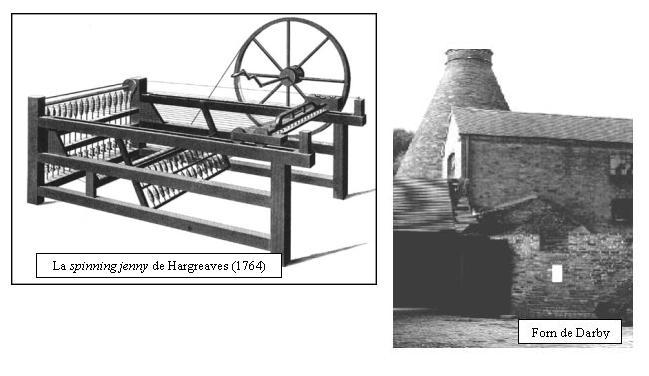 La spinning jenny de Hargreaves (1764)
Forn de Darby